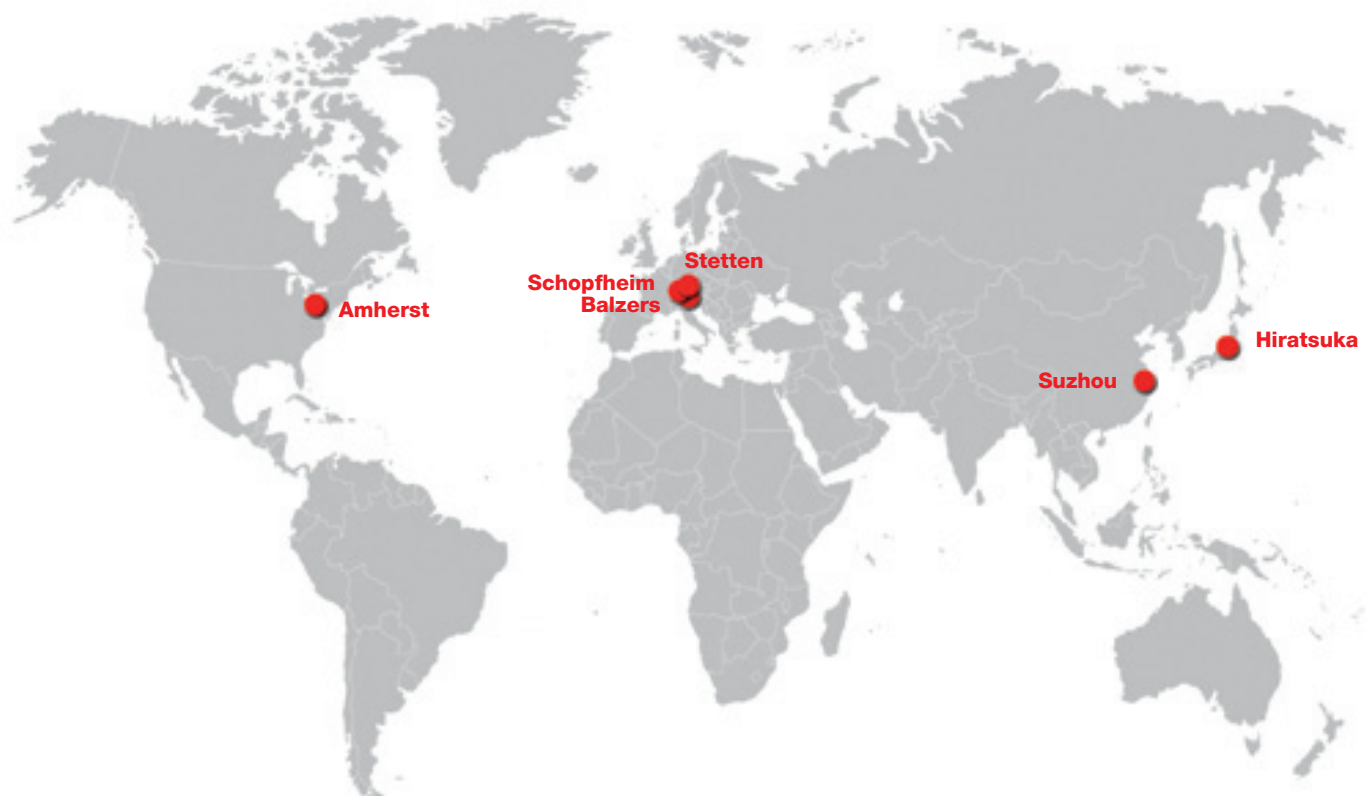 Stetten
Schopfheim
Balzers
Amherst
Hiratsuka
Suzhou